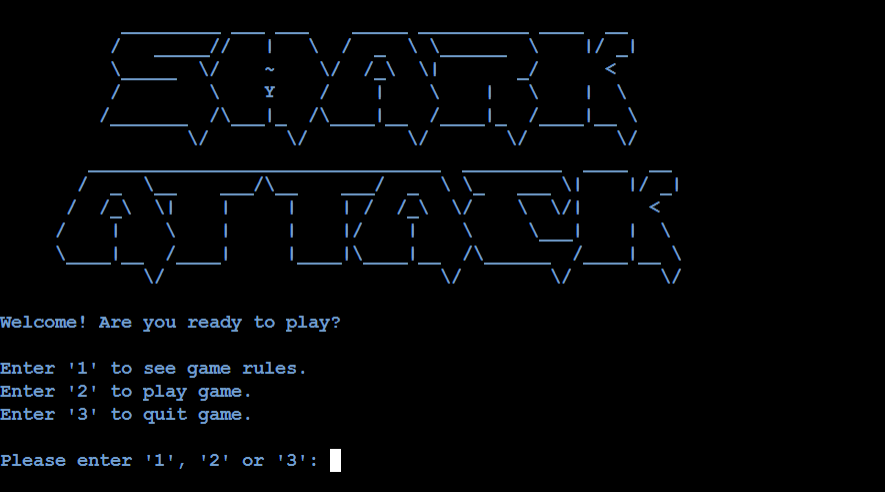 SHARK
ATTACK
Welcome! Are you ready to play?
Enter '1' to see game rules.
Enter '2' to play game.
Enter '3' to quit game.
Please enter '1', '2' or '3':